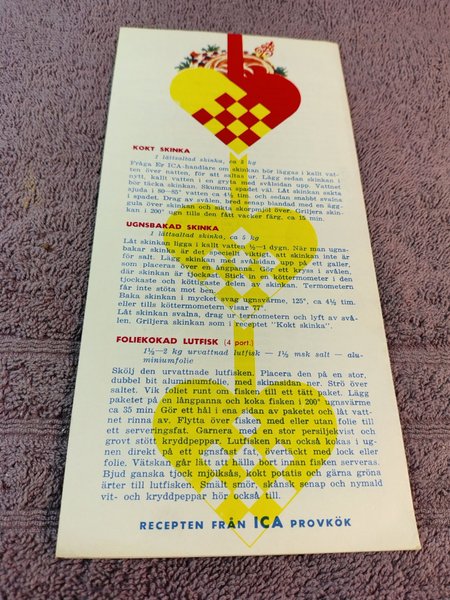 KOKT SKINKA
1 lättsaltad skinka, ca 5 kg
Fråga Er ICA-handlare om skinkan bör läggas i kallt vat-
ten över natten, för att saltas ur. Lägg sedan skinkan i
nytt, kallt vatten i en gryta med svålsidan upp. Vattnet
bör täcka skinkan. Skumma spadet väl. Låt skinkan sakta
sjuda i 80–85° vatten ca 4½ tim. och sedan snabbt svalna
i spadet. Drag av svålen, bred senap blandad med en ägg-
gula över skinkan och sikta skorpmjöl över. Griljera skin-
kan i 200° ugn tills den fått vacker färg, ca 15 min.
UGNSBAKAD SKINKA
1 lättsaltad skinka, ca 5 kg
Låt skinkan ligga i kallt vatten ½—1 dygn. När man ugns-
bakar skinka är det speciellt viktigt, att skinkan inte är
för salt. Lägg skinkan med svålsidan upp på ett galler,
som placeras över en långpanna. Gör ett kryss i svålen,
där skinkan är tjockast. Stick in en köttermometer i den
tjockaste och köttigaste delen av skinkan. Termometern
får inte stöta mot ben.
Baka skinkan i mycket svag ugnsvärme, 125°, ca 4½ tim.
eller tills köttermometern visar 77°.
Låt skinkan svalna, drag ur termometern och lyft av svå-
len. Griljera skinkan som i receptet "Kokt skinka".
FOLIEKOKAD LUTFISK (4 port.)
1½—2 kg urvattnad lutfisk — 1½ msk salt — alu-
miniumfolie
Skölj den urvattnade lutfisken. Placera den på en stor,
dubbel bit aluminiumfolie, med skinnsidan ner. Strö över
saltet. Vik foliet runt om fisken till ett tätt paket. Lägg
paketet på en långpanna och koka fisken i 200° ugnsvärme
ca 35 min. Gör ett hål i ena sidan av paketet och låt vatt-
net rinna av. Flytta över fisken med eller utan folie till
ett serveringsfat. Garnera med en stor persiljekvist och
grovt stött kryddpeppar. Lutfisken kan också kokas i ug-
nen direkt på ett ugnsfast fat, övertäckt med lock eller
folie. Vätskan går lätt att hälla bort innan fisken serveras.
Bjud ganska tjock mjölksås, kokt potatis och gärna gröna
ärter till lutfisken. Smält smör, skånsk senap och nymald
vit- och kryddpeppar hör också till.
RECEPTEN FRÅN ICA PROVKÖK